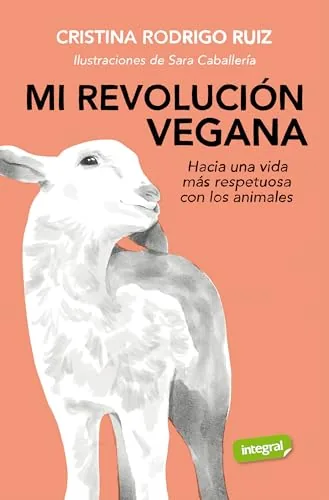 CRISTINA RODRIGO RUIZ
Ilustraciones de Sara Caballería
MI REVOLUCIÓN
VEGANA
Hacia una vida
más respetuosa
con los animales
integral